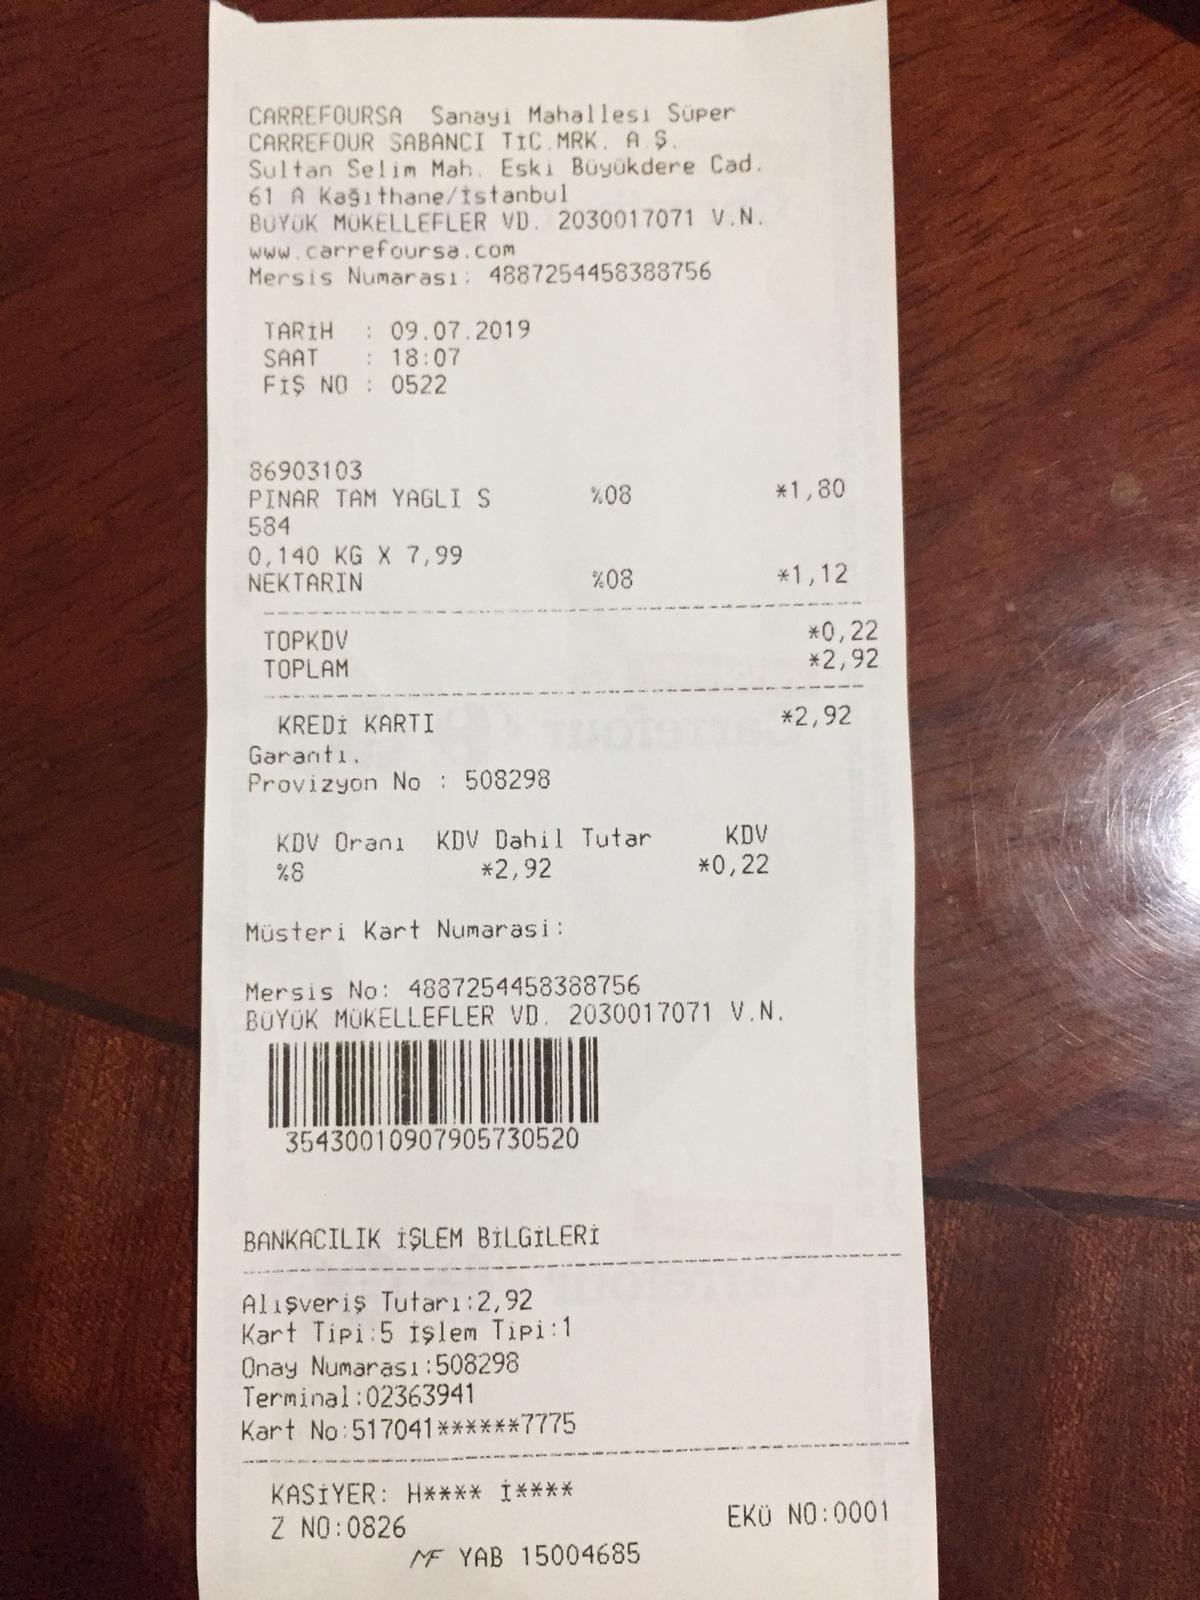 CARREFOURSA Sanayi Mahallesi Süper
CARREFOUR SABANCI TİC.MRK. A.Ş.
Sultan Selim Mah. Eski Büyükdere Cad.
61 A Kağıthane/İstanbul
BÜYÜK MÜKELLEFLER VD. 2030017071 V.N.
www.carrefoursa.com
Mersis Numarası: 4887254458388756
TARİH : 09.07.2019
SAAT : 18:07
FİŞ NO : 0522
86903103
PINAR TAM YAGLI S %08 *1,80
584
0,140 KG X 7,99
NEKTARIN %08 *1,12
TOPKDV *0,22
TOPLAM *2,92
KREDİ KARTI *2,92
Garantı.
Provizyon No : 508298
KDV Oranı KDV Dahil Tutar KDV
%8 *2,92 *0,22
Müsteri Kart Numarasi:
Mersis No: 4887254458388756
BÜYÜK MÜKELLEFLER VD. 2030017071 V.N.
35430010907905730520
BANKACILIK İŞLEM BİLGİLERİ
Alışveriş Tutarı:2,92
Kart Tipi:5 İşlem Tipi:1
Onay Numarası:508298
Terminal:02363941
Kart No:517041******7775
KASİYER: H**** İ****
Z NO:0826 EKÜ NO:0001
MF YAB 15004685